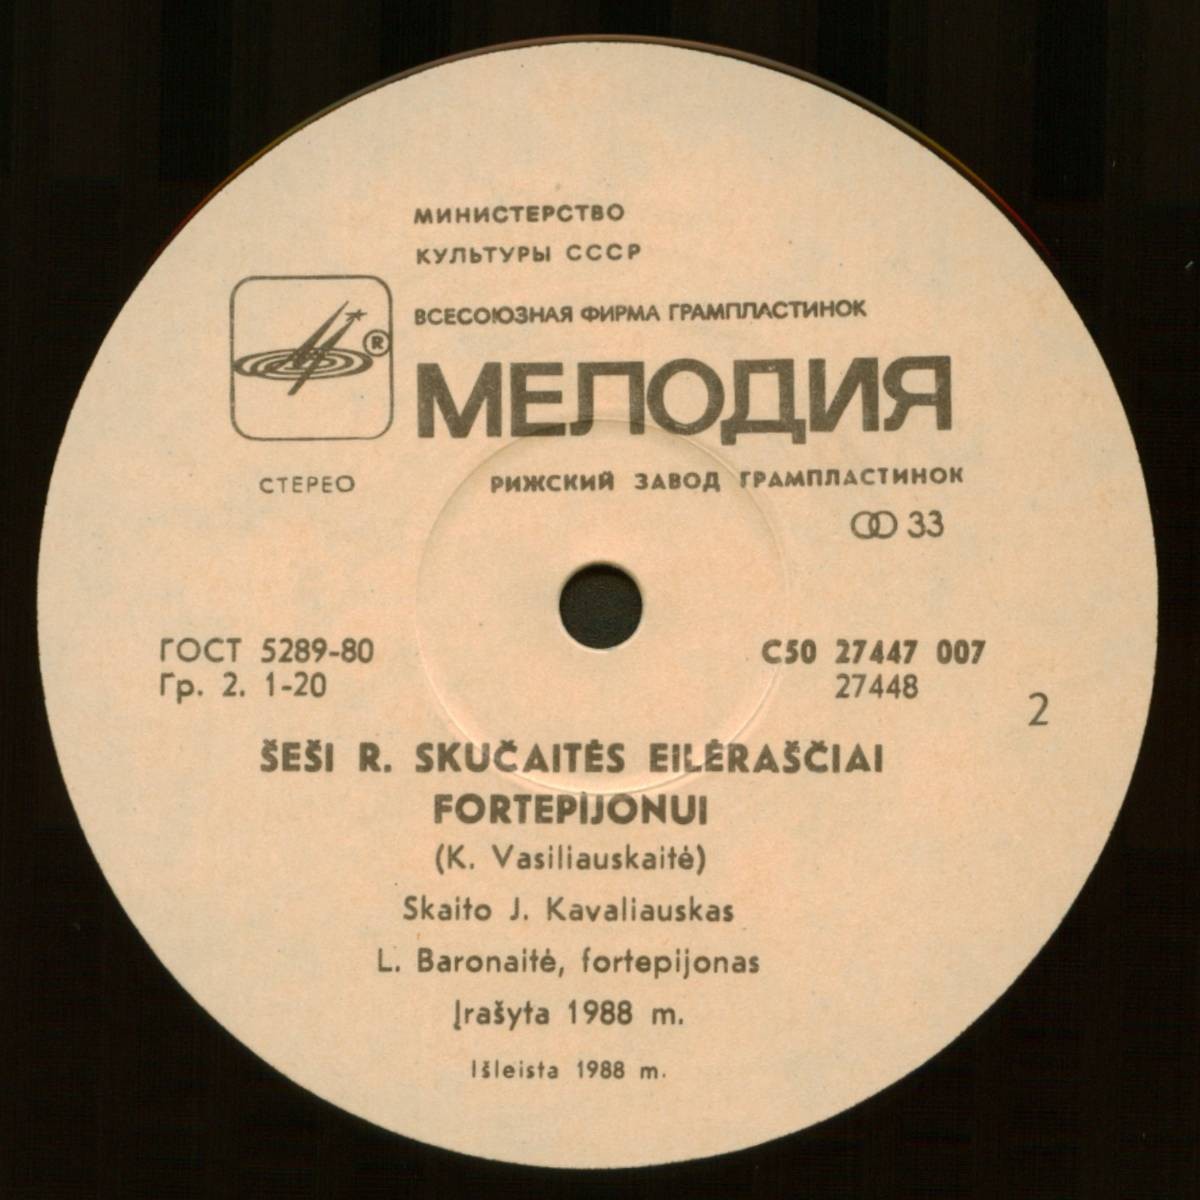 МИНИСТЕРСТВО
КУЛЬТУРЫ СССР
ВСЕСОЮЗНАЯ ФИРМА ГРАМПЛАСТИНОК
®
МЕЛОДИЯ
СТЕРЕО
РИЖСКИЙ ЗАВОД ГРАМПЛАСТИНОК
33
ГОСТ 5289-80
Гр. 2. 1-20
С50 27447 007
27448
2
ŠEŠI R. SKUČAITĖS EILĖRAŠČIAI
FORTEPIJONUI
(K. Vasiliauskaitė)
Skaito J. Kavaliauskas
L. Baronaitė, fortepijonas
Įrašyta 1988 m.
Išleista 1988 m.